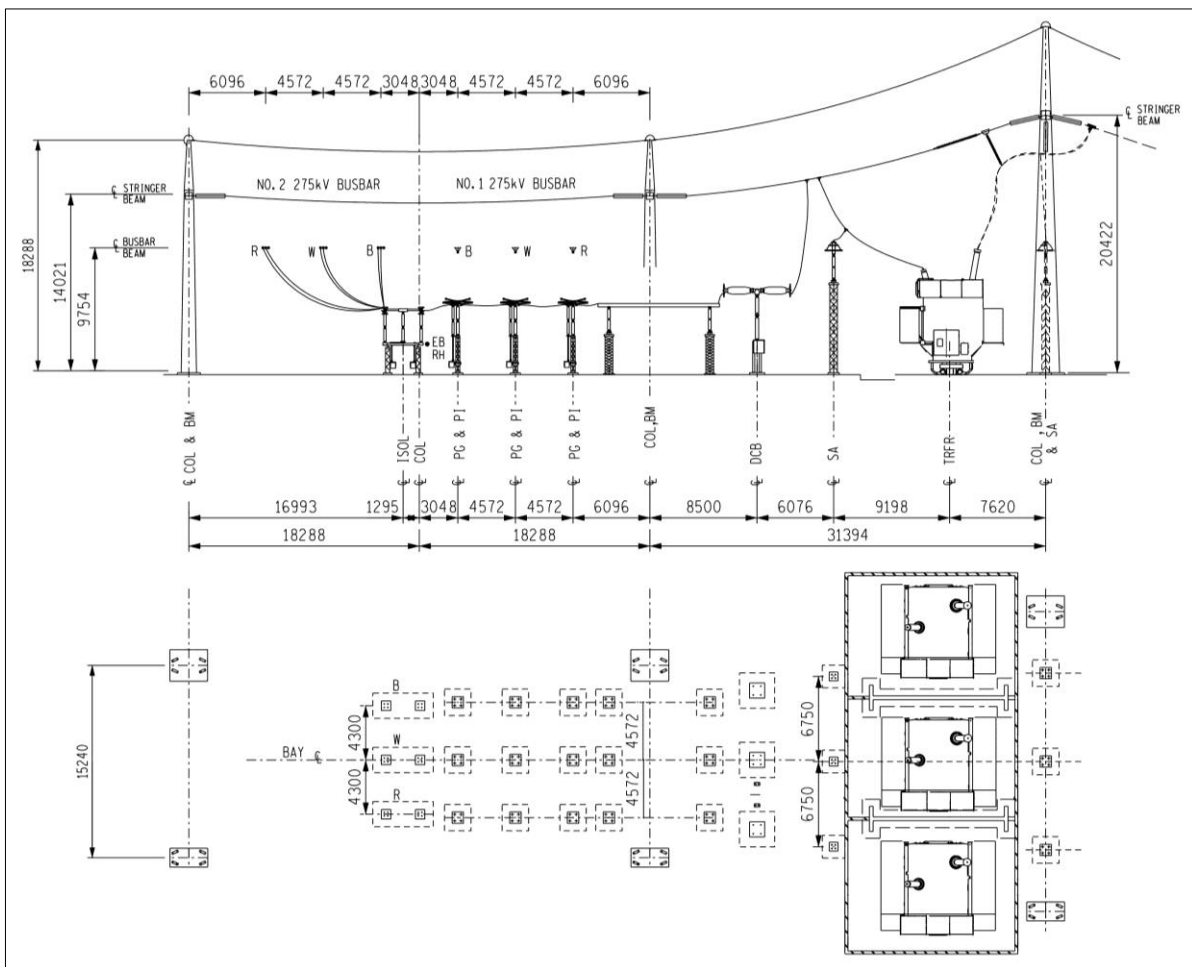 6096 4572 4572 3048 3048 4572 4572 6096
℄ STRINGER
BEAM
℄ STRINGER
BEAM
NO.2 275kV BUSBAR
NO.1 275kV BUSBAR
℄ BUSBAR
BEAM
R W B B W R
18288
14021
9754
20422
EB
RH
℄ COL & BM
℄ ISOL
℄ COL
℄ PG & PI
℄ PG & PI
℄ PG & PI
℄ COL,BM
℄ DCB
℄ SA
℄ TRFR
℄ COL,BM
& SA
16993 1295 3048 4572 4572 6096 8500 6076 9198 7620
18288 18288 31394
B
4300
4572
6750
15240
BAY ℄
W
4300
4572
6750
R